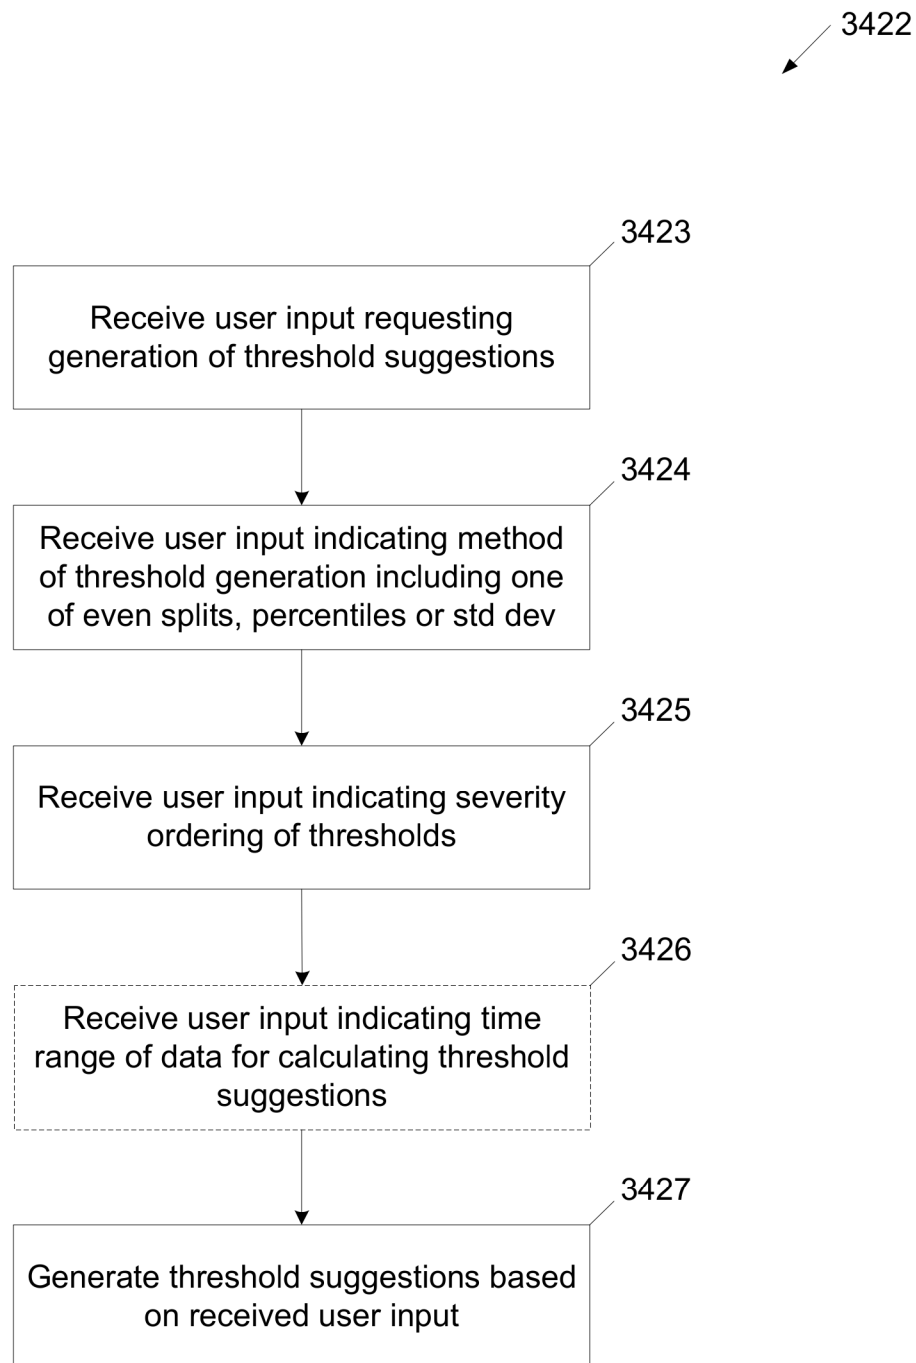 3422
3423
Receive user input requesting
generation of threshold suggestions
3424
Receive user input indicating method
of threshold generation including one
of even splits, percentiles or std dev
3425
Receive user input indicating severity
ordering of thresholds
3426
Receive user input indicating time
range of data for calculating threshold
suggestions
3427
Generate threshold suggestions based
on received user input